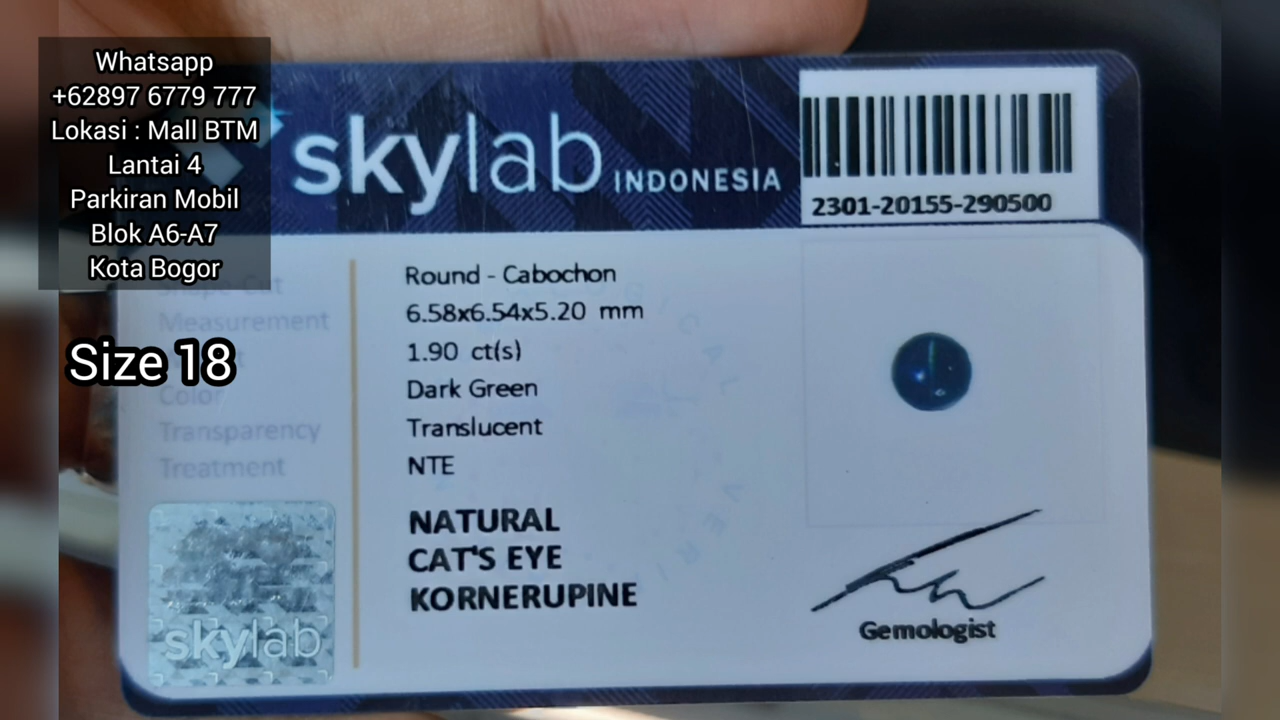 Whatsapp
+62897 6779 777
Lokasi : Mall BTM
Lantai 4
Parkiran Mobil
Blok A6-A7
Kota Bogor
Size 18
skylab INDONESIA
2301-20155-290500
Round - Cabochon
Measurement 6.58x6.54x5.20 mm
1.90 ct(s)
Color Dark Green
Transparency Translucent
Treatment NTE
NATURAL
CAT'S EYE
KORNERUPINE
skylab
Gemologist